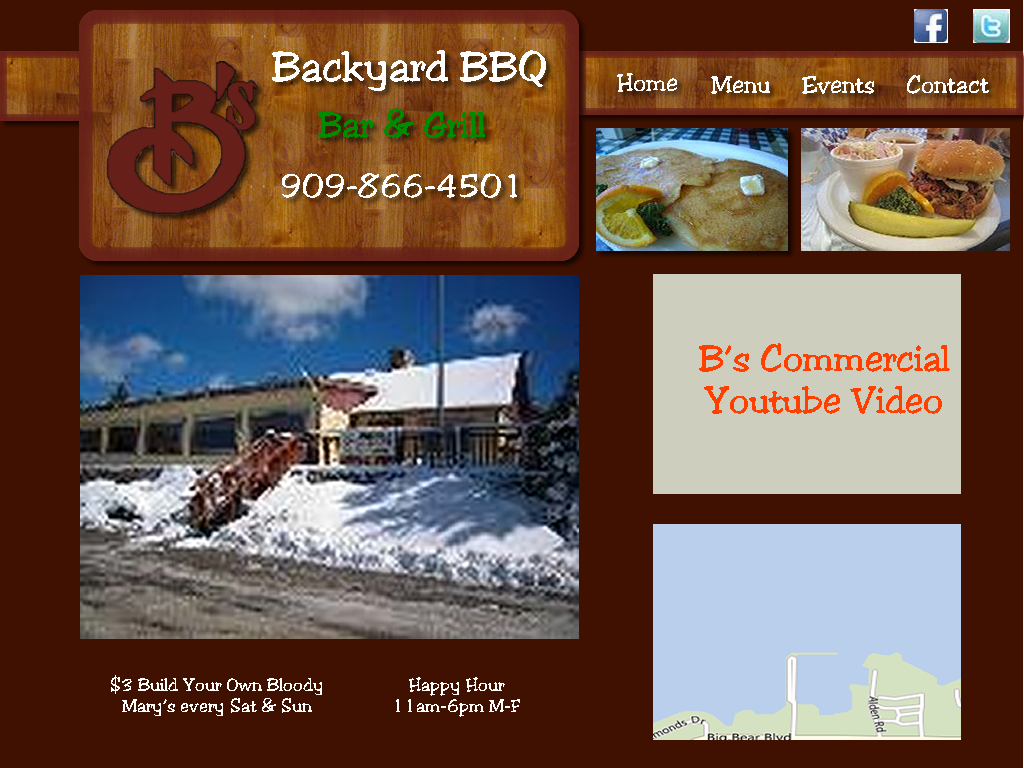 B's
Backyard BBQ
Bar & Grill
909-866-4501
f
t
Home Menu Events Contact
B's Commercial
Youtube Video
$3 Build Your Own Bloody
Mary's every Sat & Sun
Happy Hour
11am-6pm M-F
Alden Rd
monds Dr
Big Bear Blvd